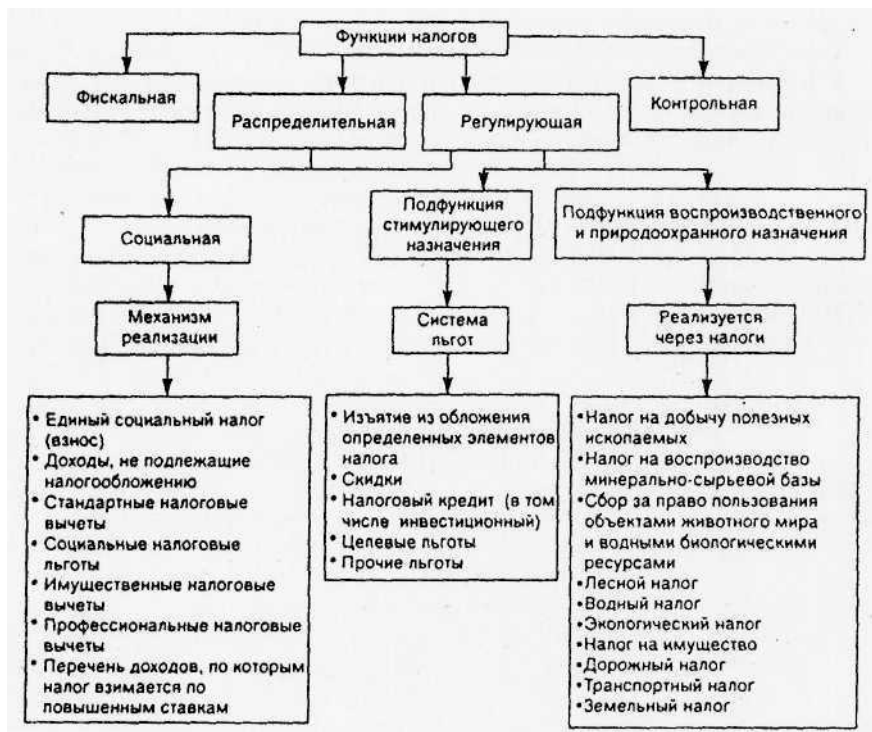 Функции налогов
Фискальная
Распределительная
Регулирующая
Контрольная
Социальная
Подфункция
стимулирующего
назначения
Подфункция воспроизводственного
и природоохранного назначения
Механизм
реализации
Система
льгот
Реализуется
через налоги
• Единый социальный налог
(взнос)
• Доходы, не подлежащие
налогообложению
• Стандартные налоговые
вычеты
• Социальные налоговые
льготы
• Имущественные налоговые
вычеты
• Профессиональные налоговые
вычеты
• Перечень доходов, по которым
налог взимается по
повышенным ставкам
• Изъятие из обложения
определенных элементов
налога
• Скидки
• Налоговый кредит (в том
числе инвестиционный)
• Целевые льготы
• Прочие льготы
• Налог на добычу полезных
ископаемых
• Налог на воспроизводство
минерально-сырьевой базы
• Сбор за право пользования
объектами животного мира
и водными биологическими
ресурсами
• Лесной налог
• Водный налог
• Экологический налог
• Налог на имущество
• Дорожный налог
• Транспортный налог
• Земельный налог